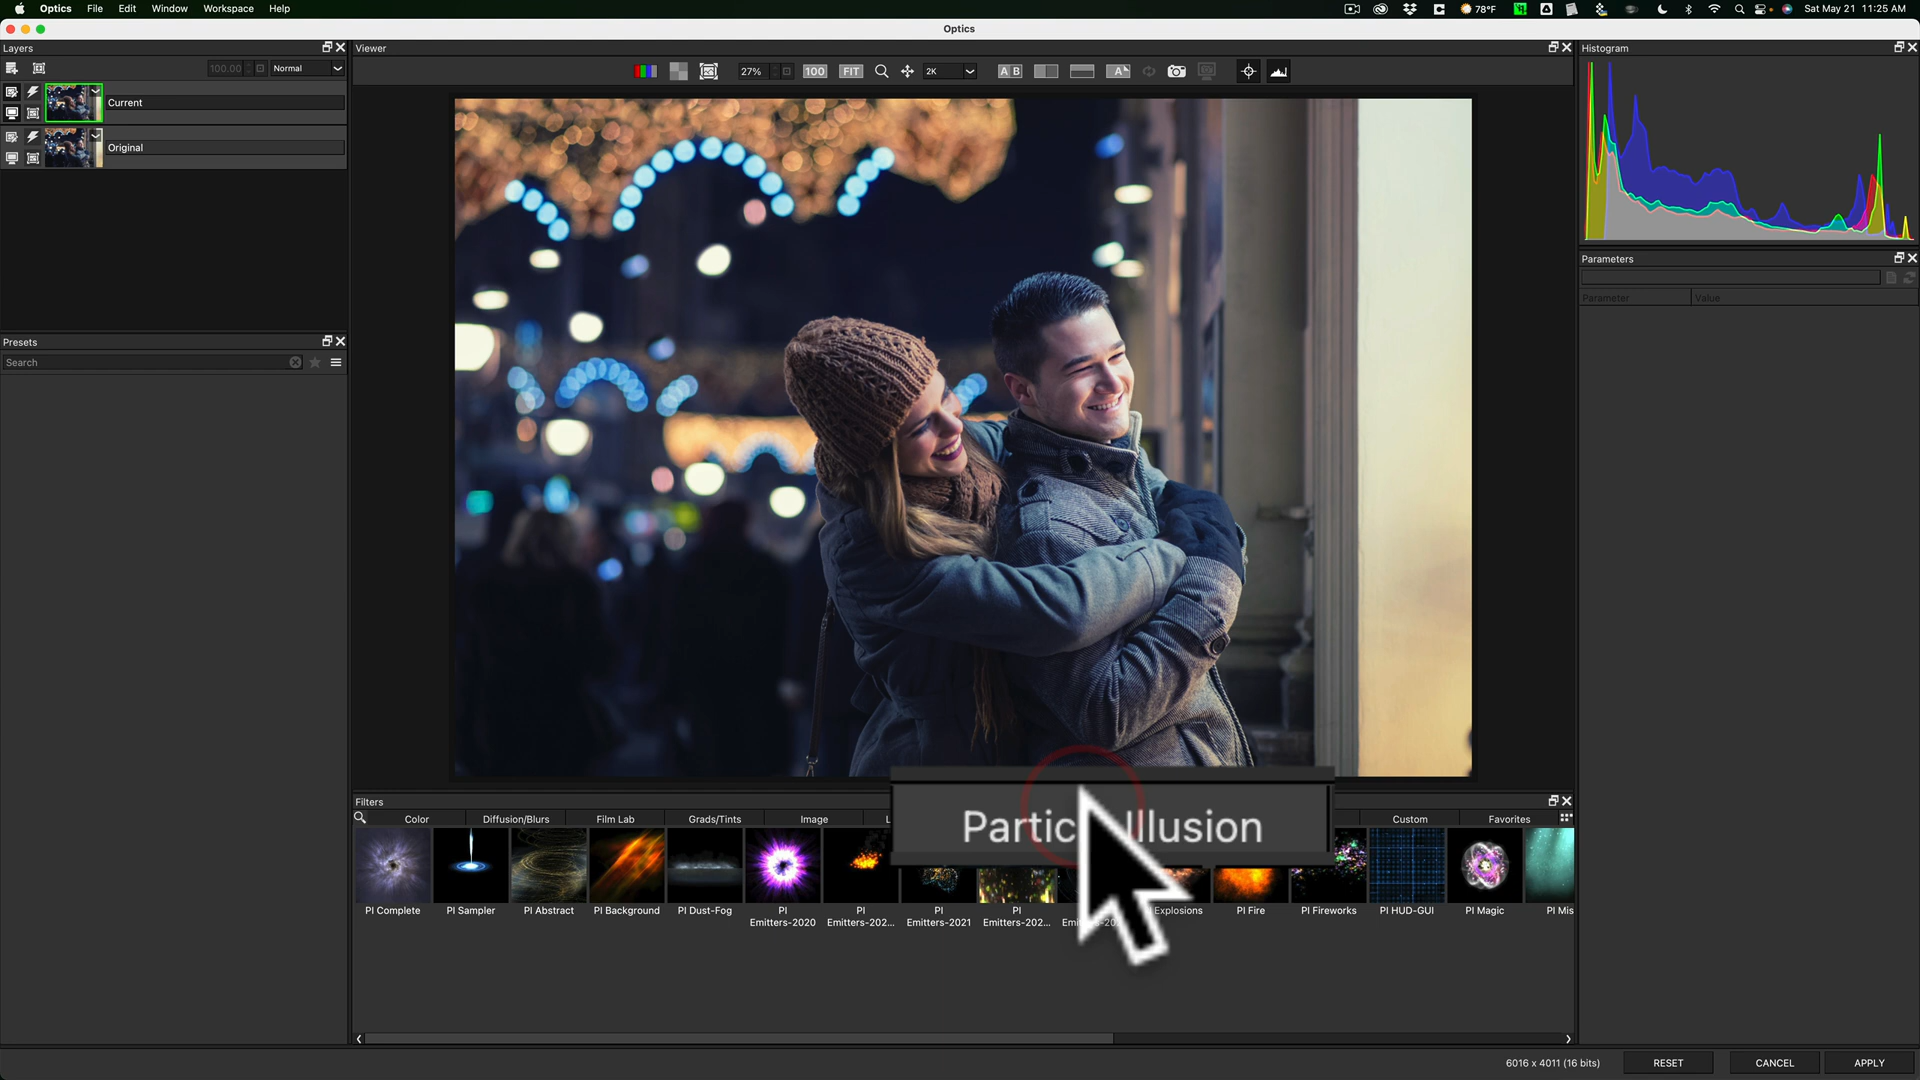 Optics File Edit Window Workspace Help
78°F
Sat May 21 11:25 AM
Optics
Layers
Viewer
Histogram
100.00
Normal
27%
100
FIT
2K
A B
A
Current
Original
Parameters
Parameter
Value
Presets
Search
Filters
Color
Diffusion/Blurs
Film Lab
Grads/Tints
Image
Custom
Favorites
Illusion
PI Complete
PI Sampler
PI Abstract
PI Background
PI Dust-Fog
PI Emitters-2020
PI Emitters-202...
PI Emitters-2021
PI Emitters-202...
Explosions
PI Fire
PI Fireworks
PI HUD-GUI
PI Magic
PI Mis
6016 x 4011 (16 bits)
RESET
CANCEL
APPLY